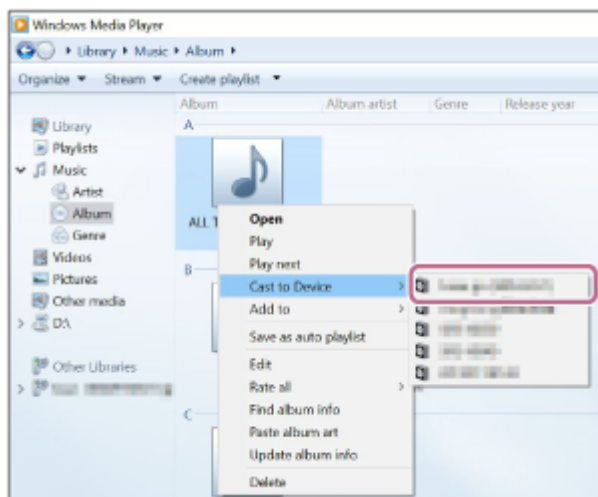 Windows Media Player
Library Music Album
Organize Stream Create playlist
Album Album artist Genre Release year
Library
Playlists
Music
Artist
Album
Genre
Videos
Pictures
Other media
D:\
Other Libraries
A
ALL
B
C
Open
Play
Play next
Cast to Device
Add to
Save as auto playlist
Edit
Rate all
Find album info
Paste album art
Update album info
Delete